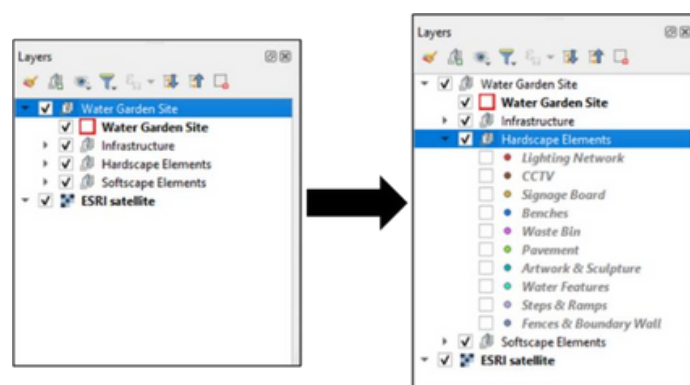 Layers
Water Garden Site
Water Garden Site
Infrastructure
Hardscape Elements
Softscape Elements
ESRI satellite
Layers
Water Garden Site
Water Garden Site
Infrastructure
Hardscape Elements
Lighting Network
CCTV
Signage Board
Benches
Waste Bin
Pavement
Artwork & Sculpture
Water Features
Steps & Ramps
Fences & Boundary Wall
Softscape Elements
ESRI satellite